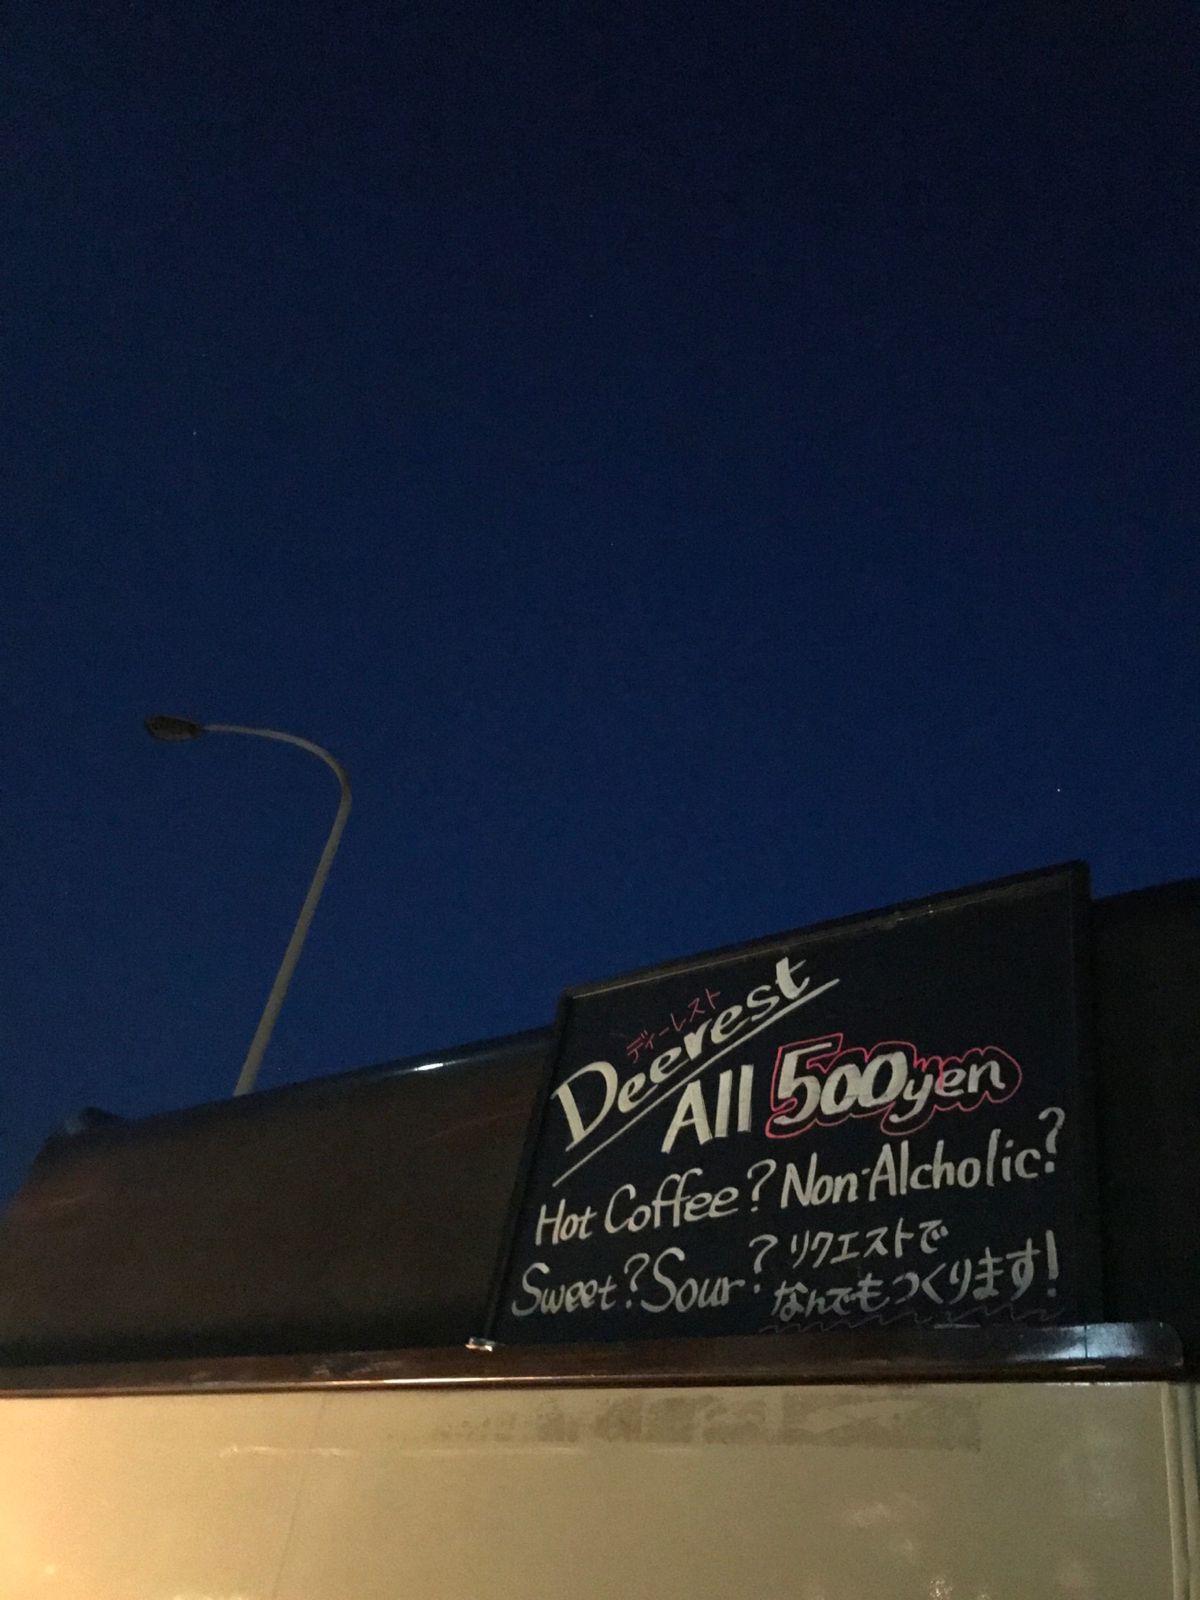 ディーレスト
Deerest
All 500yen
Hot Coffee? Non-Alcholic?
Sweet? Sour? リクエストで
なんでもつくります!